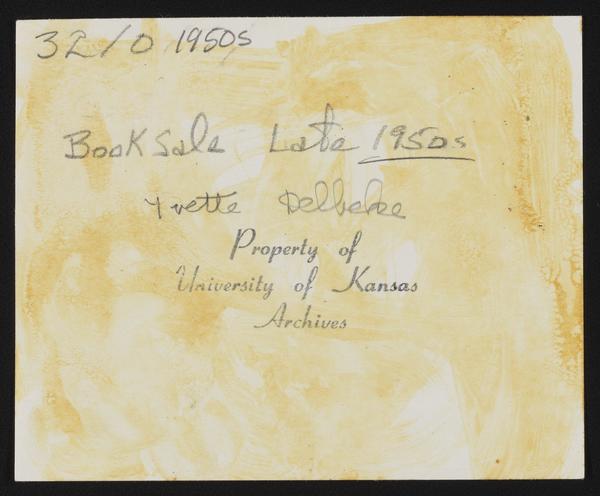 32/0 1950s
Book Sale Late 1950s
Yvette Delbeke
Property of
University of Kansas
Archives